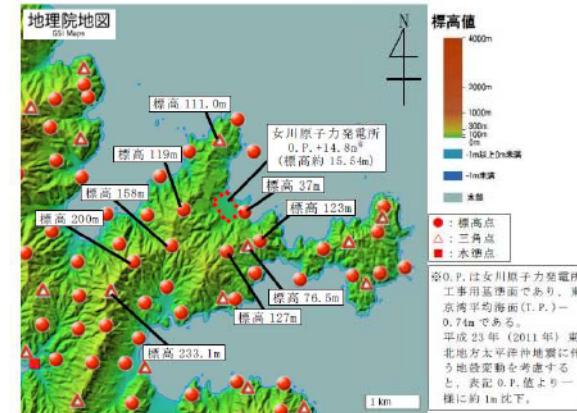 地理院地図
GSI Maps
N
標高 111.0m
女川原子力発電所
O.P.+14.8m※
(標高約 15.54m)
標高 119m
標高 37m
標高 158m
標高 123m
標高 200m
標高 76.5m
標高 127m
標高 233.1m
1km
標高値
4000m
2000m
1000m
300m
100m
0m
-1m以上0m未満
-1m未満
水部
:標高点
:三角点
:水準点
※O.P.は女川原子力発電所
工事用基準面であり、東
京湾平均海面(T.P.)−
0.74mである。
平成 23 年 (2011 年) 東
北地方太平洋沖地震に伴
う地殻変動を考慮する
と、表記 O.P.値より一
様に約 1m 沈下。